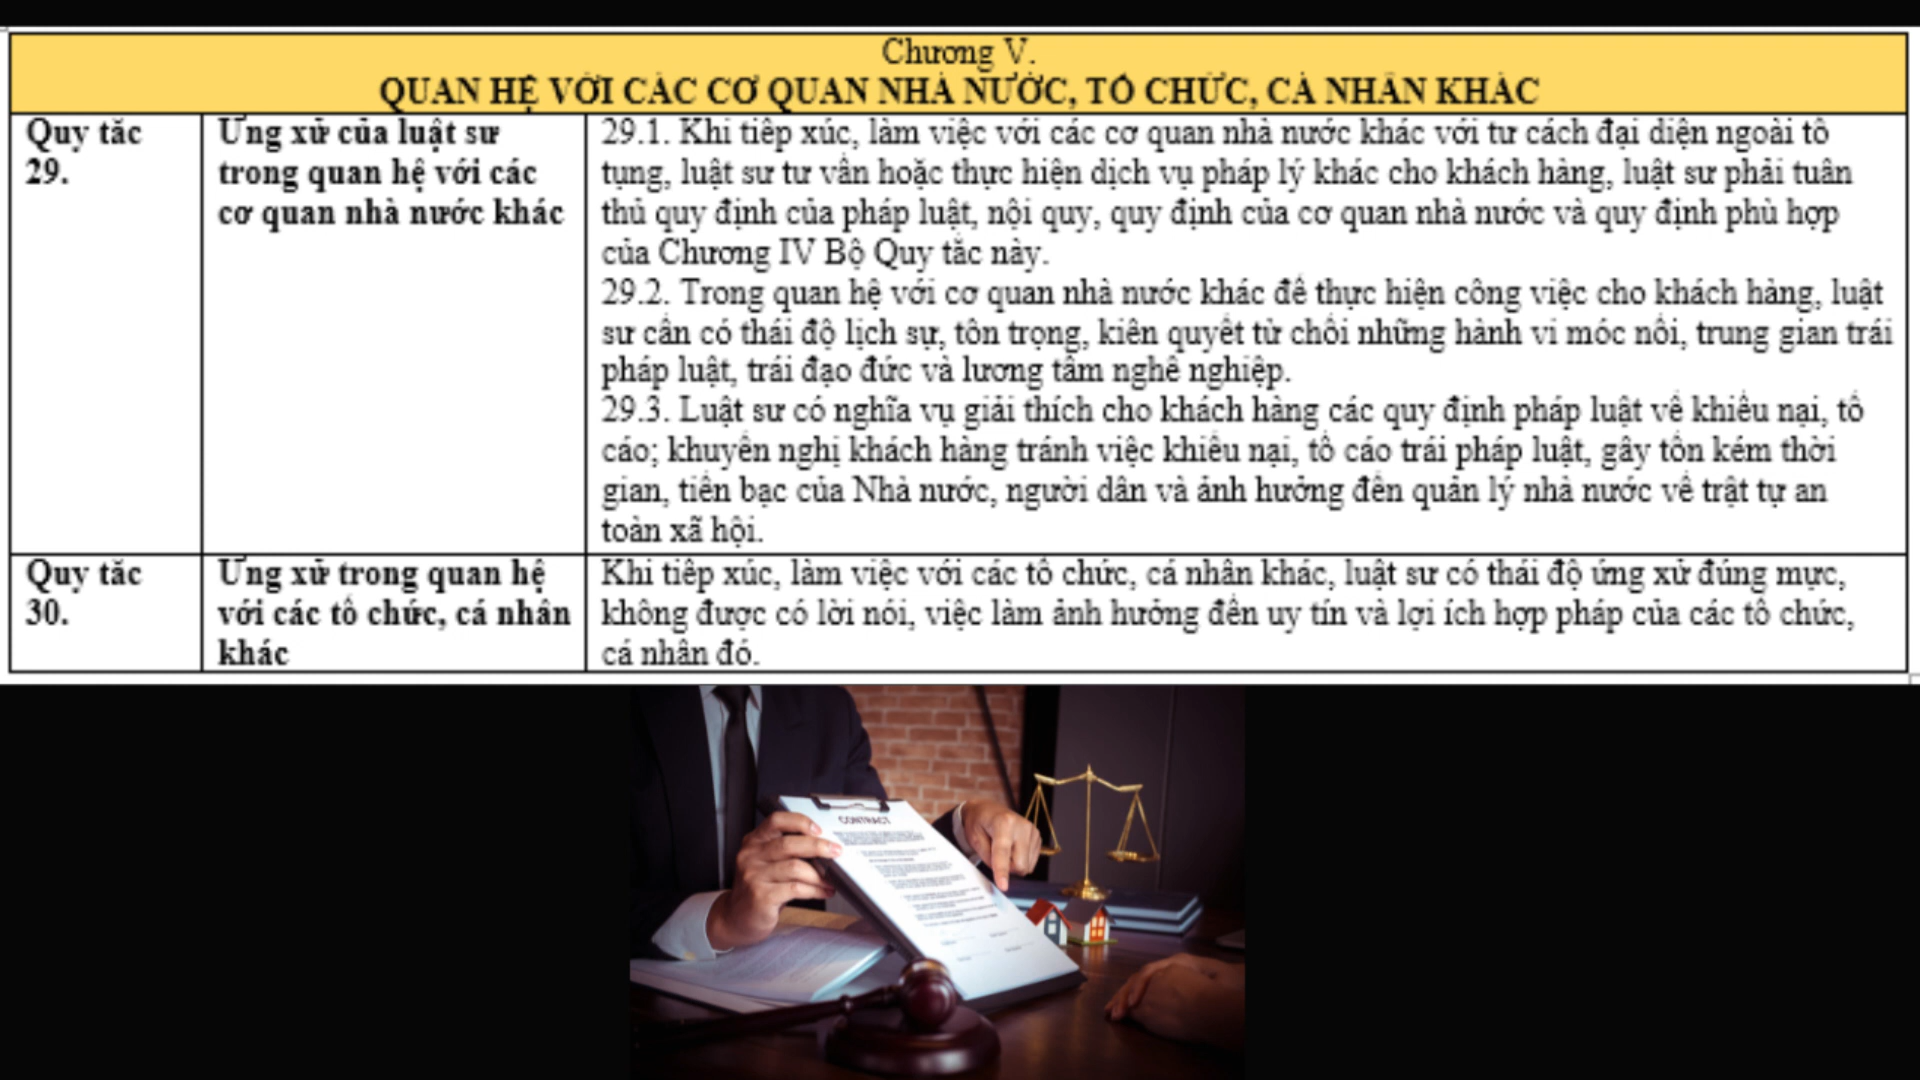 Chương V.
QUAN HỆ VỚI CÁC CƠ QUAN NHÀ NƯỚC, TỔ CHỨC, CÁ NHÂN KHÁC
Quy tắc
29.
Ứng xử của luật sư
trong quan hệ với các
cơ quan nhà nước khác
29.1. Khi tiếp xúc, làm việc với các cơ quan nhà nước khác với tư cách đại diện ngoài tố
tụng, luật sư tư vấn hoặc thực hiện dịch vụ pháp lý khác cho khách hàng, luật sư phải tuân
thủ quy định của pháp luật, nội quy, quy định của cơ quan nhà nước và quy định phù hợp
của Chương IV Bộ Quy tắc này.
29.2. Trong quan hệ với cơ quan nhà nước khác để thực hiện công việc cho khách hàng, luật
sư cần có thái độ lịch sự, tôn trọng, kiên quyết từ chối những hành vi móc nối, trung gian trái
pháp luật, trái đạo đức và lương tâm nghề nghiệp.
29.3. Luật sư có nghĩa vụ giải thích cho khách hàng các quy định pháp luật về khiếu nại, tố
cáo; khuyến nghị khách hàng tránh việc khiếu nại, tố cáo trái pháp luật, gây tốn kém thời
gian, tiền bạc của Nhà nước, người dân và ảnh hưởng đến quản lý nhà nước về trật tự an
toàn xã hội.
Quy tắc
30.
Ứng xử trong quan hệ
với các tổ chức, cá nhân
khác
Khi tiếp xúc, làm việc với các tổ chức, cá nhân khác, luật sư có thái độ ứng xử đúng mực,
không được có lời nói, việc làm ảnh hưởng đến uy tín và lợi ích hợp pháp của các tổ chức,
cá nhân đó.
CONTRACT